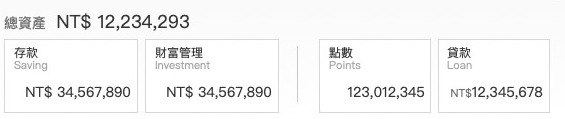 總資產 NT$ 12,234,293
存款
Saving
NT$ 34,567,890
財富管理
Investment
NT$ 34,567,890
點數
Points
123,012,345
貸款
Loan
NT$12,345,678